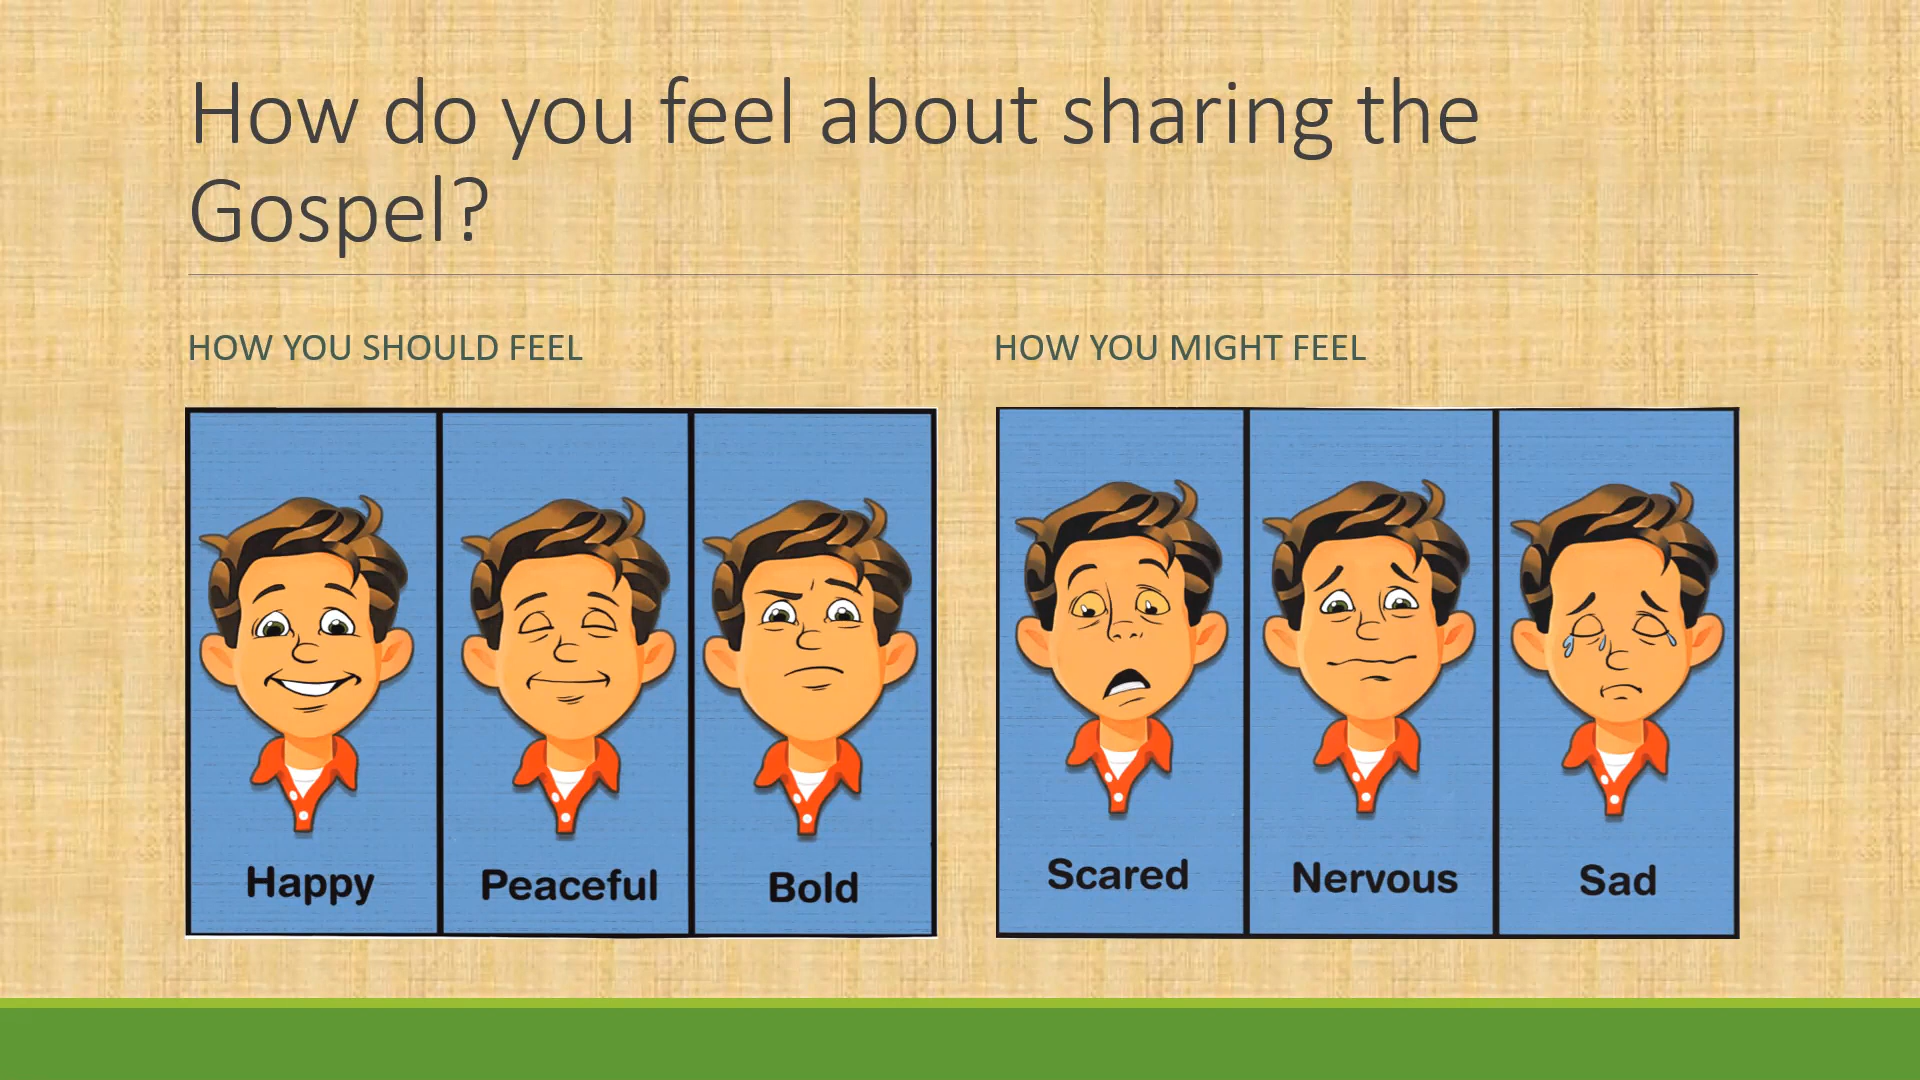 How do you feel about sharing the
Gospel?
HOW YOU SHOULD FEEL
HOW YOU MIGHT FEEL
Happy
Peaceful
Bold
Scared
Nervous
Sad